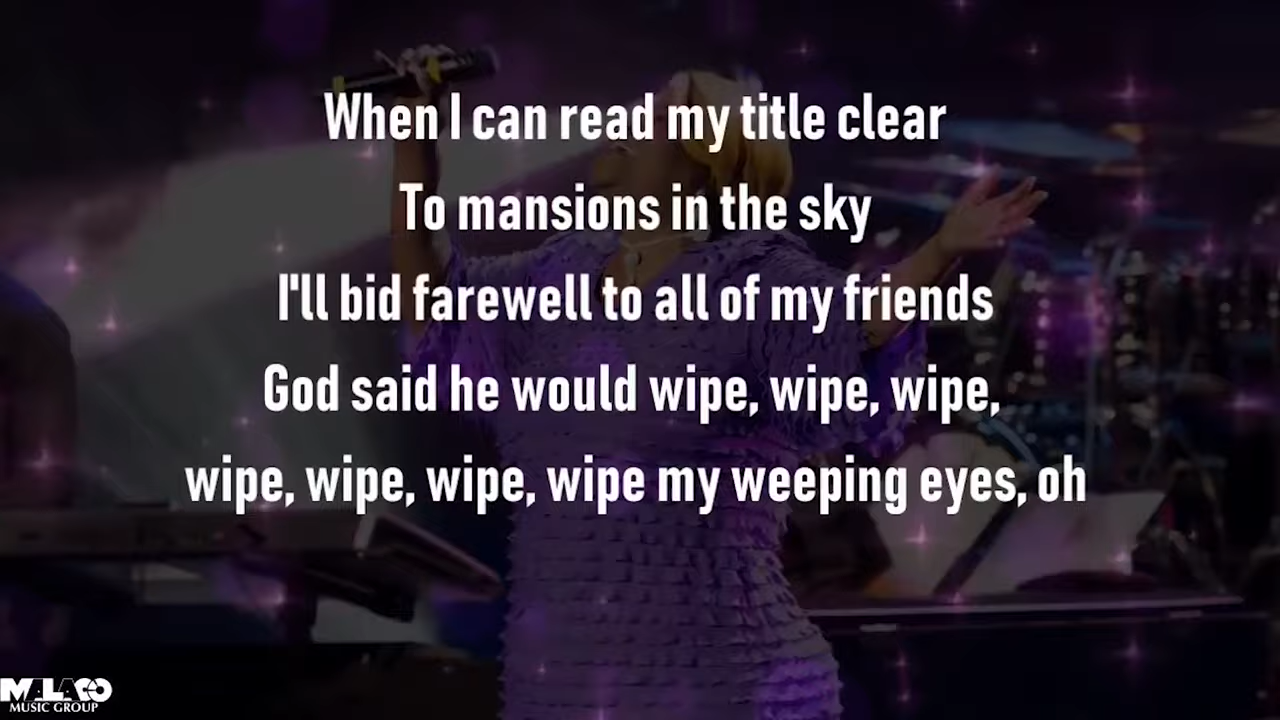 When I can read my title clear
To mansions in the sky
I'll bid farewell to all of my friends
God said he would wipe, wipe, wipe,
wipe, wipe, wipe, wipe my weeping eyes, oh
MALACO
MUSIC GROUP